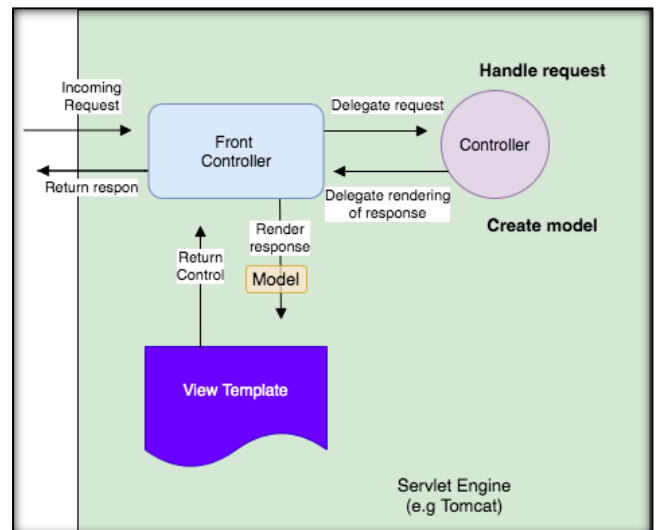 Incoming
Request
Handle request
Delegate request
Front
Controller
Controller
Return respon
Delegate rendering
of response
Create model
Render
response
Return
Control
Model
View Template
Servlet Engine
(e.g Tomcat)